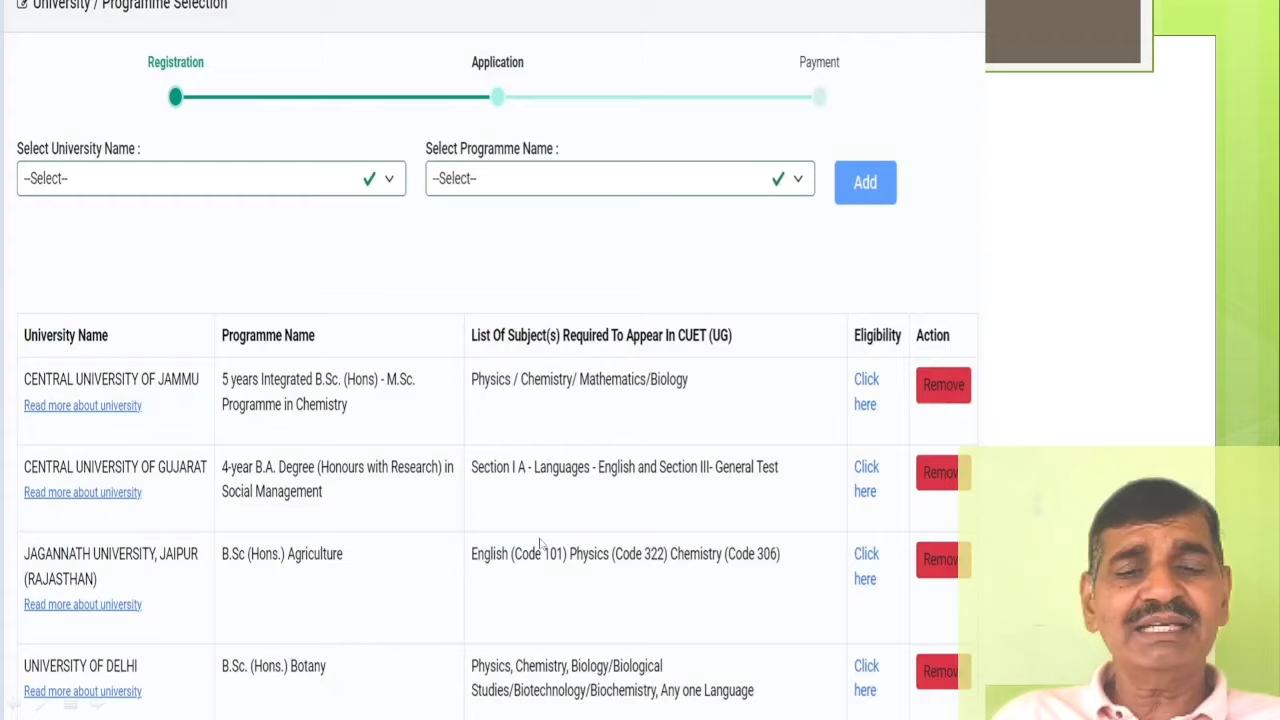 University / Programme Selection
Registration
Application
Payment
Select University Name :
Select Programme Name :
--Select--
--Select--
Add
University Name
Programme Name
List Of Subject(s) Required To Appear In CUET (UG)
Eligibility
Action
CENTRAL UNIVERSITY OF JAMMU
Read more about university
5 years Integrated B.Sc. (Hons) - M.Sc.
Programme in Chemistry
Physics / Chemistry/ Mathematics/Biology
Click
here
Remove
CENTRAL UNIVERSITY OF GUJARAT
Read more about university
4-year B.A. Degree (Honours with Research) in
Social Management
Section I A - Languages - English and Section III- General Test
Click
here
Remov
JAGANNATH UNIVERSITY, JAIPUR
(RAJASTHAN)
Read more about university
B.Sc (Hons.) Agriculture
English (Code 101) Physics (Code 322) Chemistry (Code 306)
Click
here
Remov
UNIVERSITY OF DELHI
Read more about university
B.Sc. (Hons.) Botany
Physics, Chemistry, Biology/Biological
Studies/Biotechnology/Biochemistry, Any one Language
Click
here
Remov